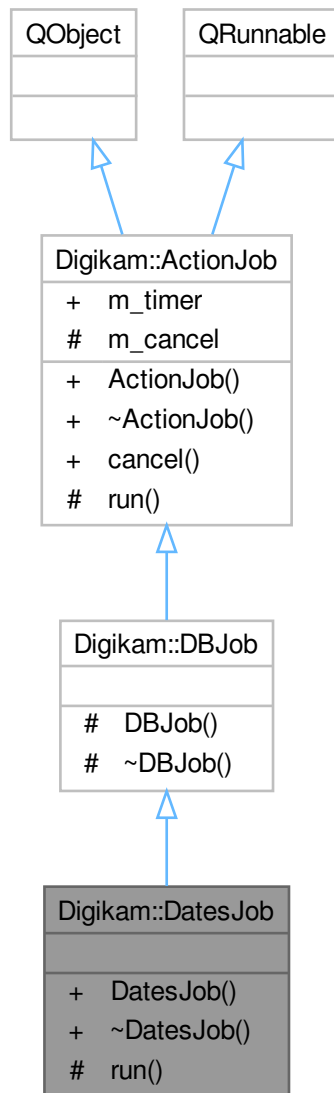 QObject
QRunnable
Digikam::ActionJob
+ m_timer
# m_cancel
+ ActionJob()
+ ~ActionJob()
+ cancel()
# run()
Digikam::DBJob
# DBJob()
# ~DBJob()
Digikam::DatesJob
+ DatesJob()
+ ~DatesJob()
# run()